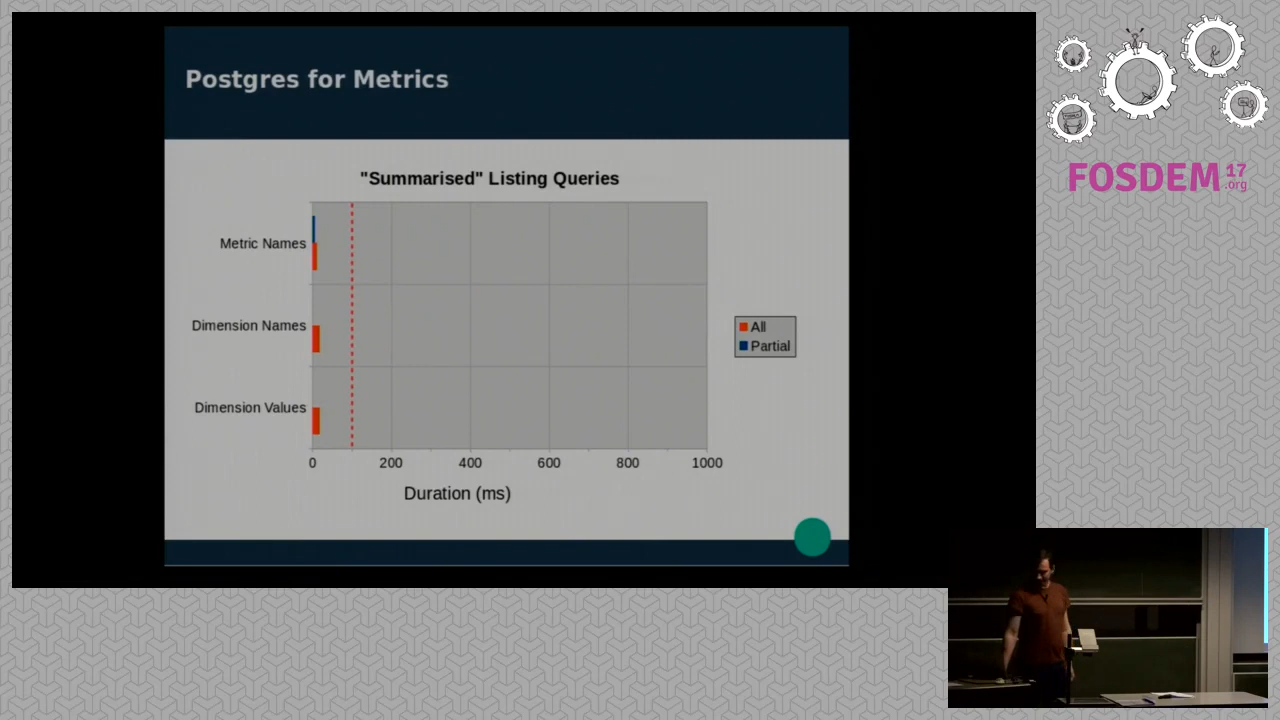 Postgres for Metrics
"Summarised" Listing Queries
Metric Names
Dimension Names
Dimension Values
0 200 400 600 800 1000
Duration (ms)
All
Partial
FOSDEM 17 .org